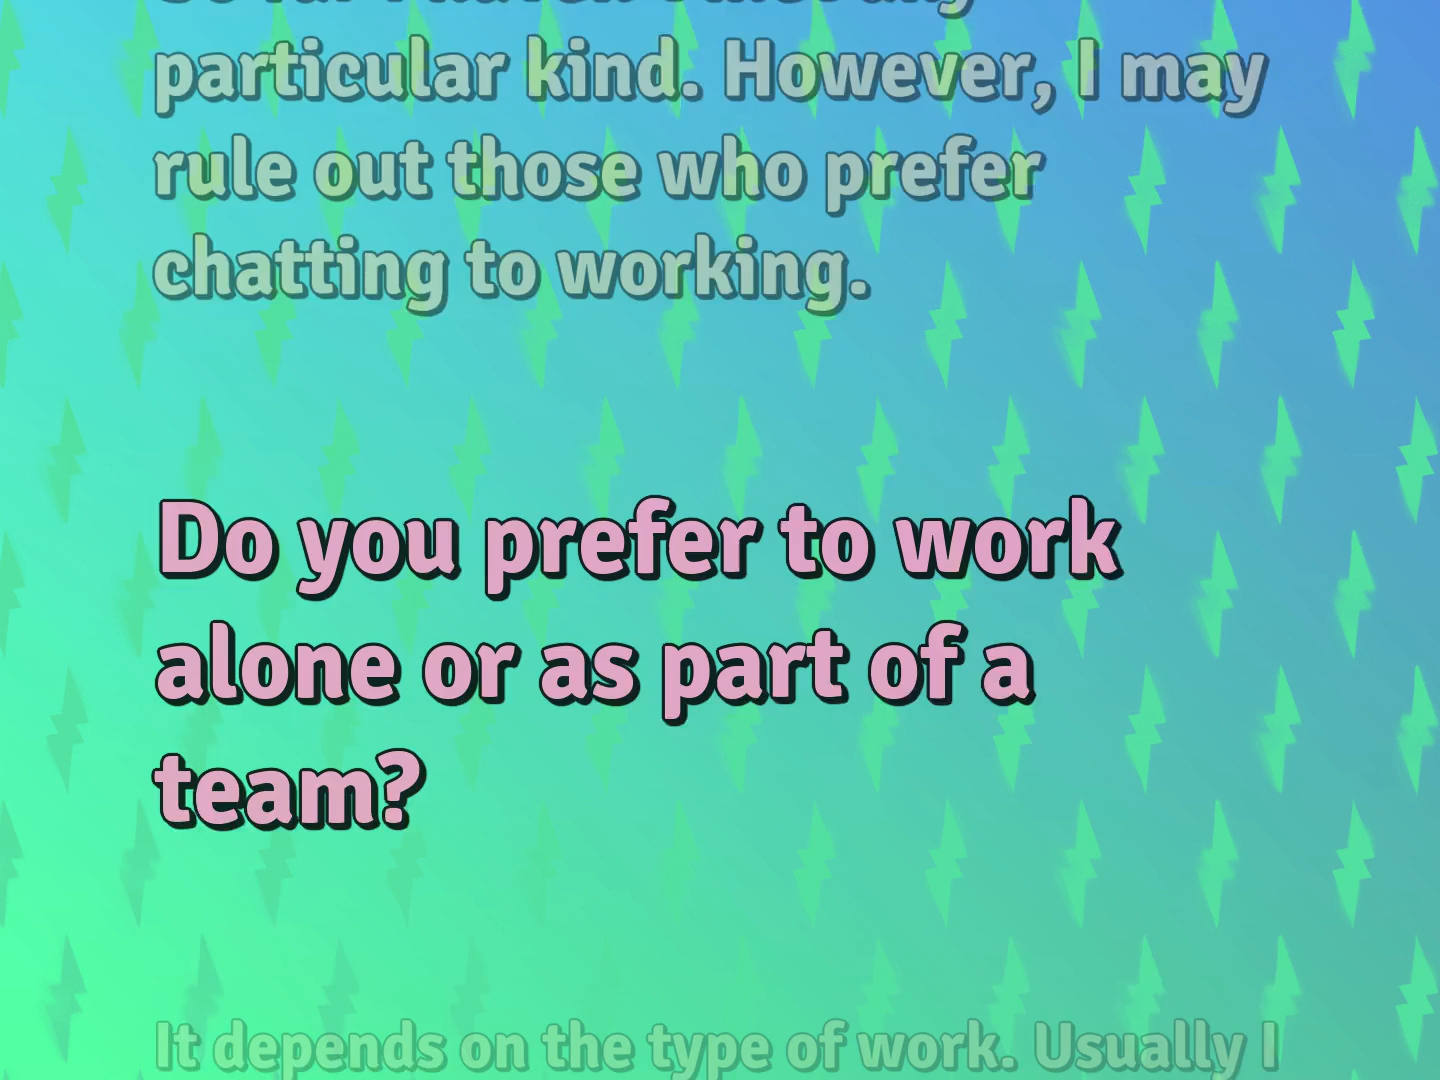 particular kind. However, I may
rule out those who prefer
chatting to working.
Do you prefer to work
alone or as part of a
team?
It depends on the type of work. Usually I